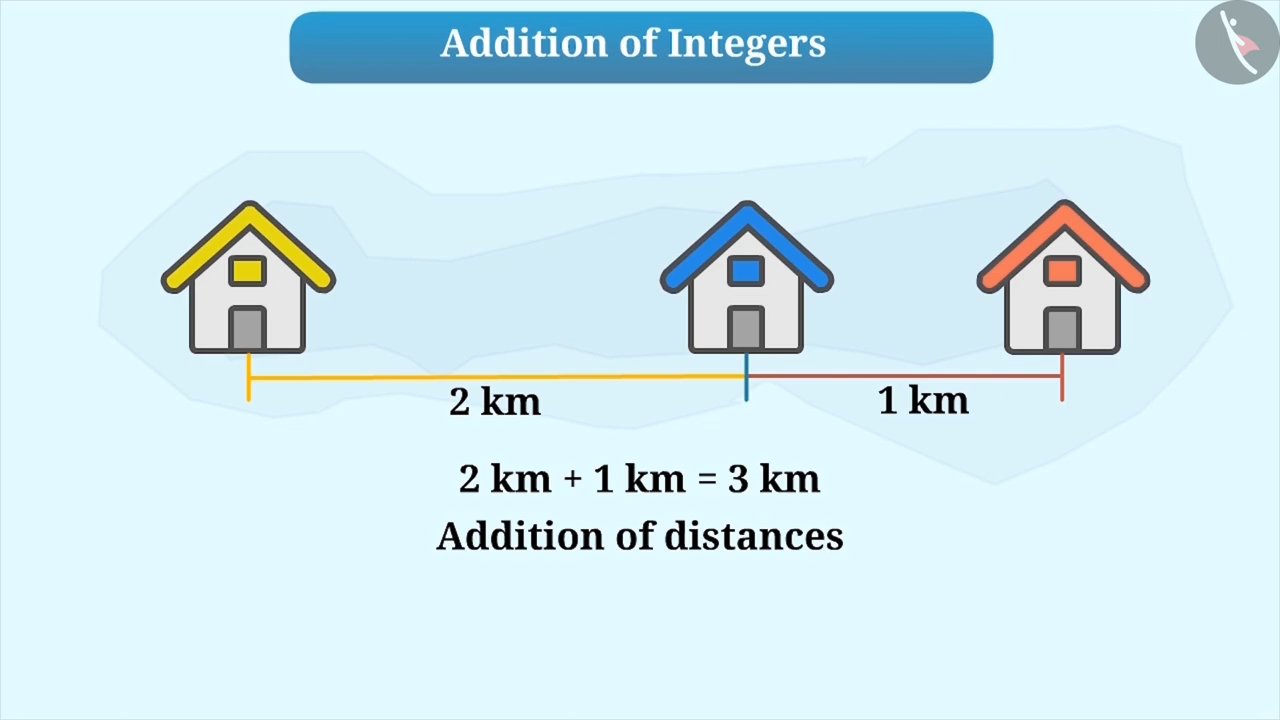 Addition of Integers
2 km
1 km
2 km + 1 km = 3 km
Addition of distances